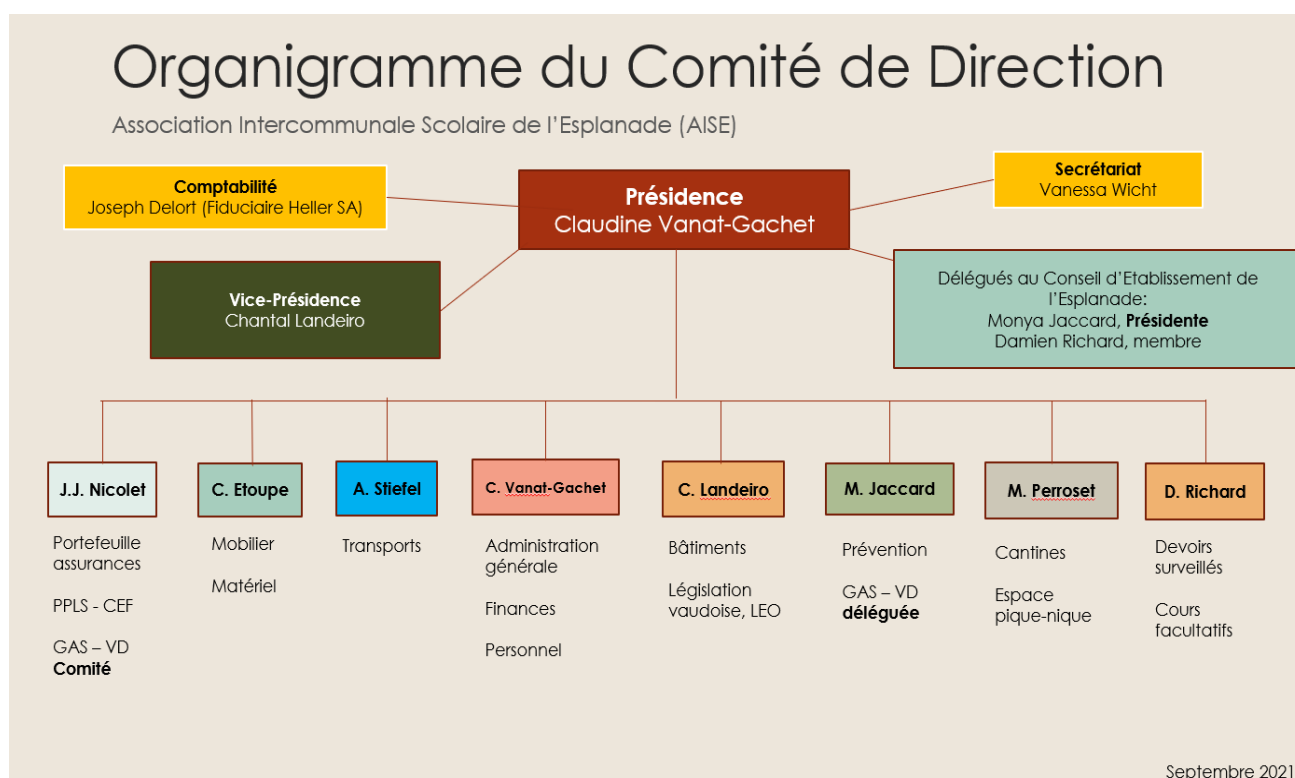 Organigramme du Comité de Direction
Association Intercommunale Scolaire de l'Esplanade (AISE)
Comptabilité
Joseph Delort (Fiduciaire Heller SA)
Présidence
Claudine Vanat-Gachet
Secrétariat
Vanessa Wicht
Vice-Présidence
Chantal Landeiro
Délégués au Conseil d'Etablissement de
l'Esplanade:
Monya Jaccard, Présidente
Damien Richard, membre
J.J. Nicolet
Portefeuille
assurances
PPLS - CEF
GAS – VD
Comité
C. Etoupe
Mobilier
Matériel
A. Stiefel
Transports
C. Vanat-Gachet
Administration
générale
Finances
Personnel
C. Landeiro
Bâtiments
Législation
vaudoise, LEO
M. Jaccard
Prévention
GAS – VD
déléguée
M. Perroset
Cantines
Espace
pique-nique
D. Richard
Devoirs
surveillés
Cours
facultatifs
Septembre 2021